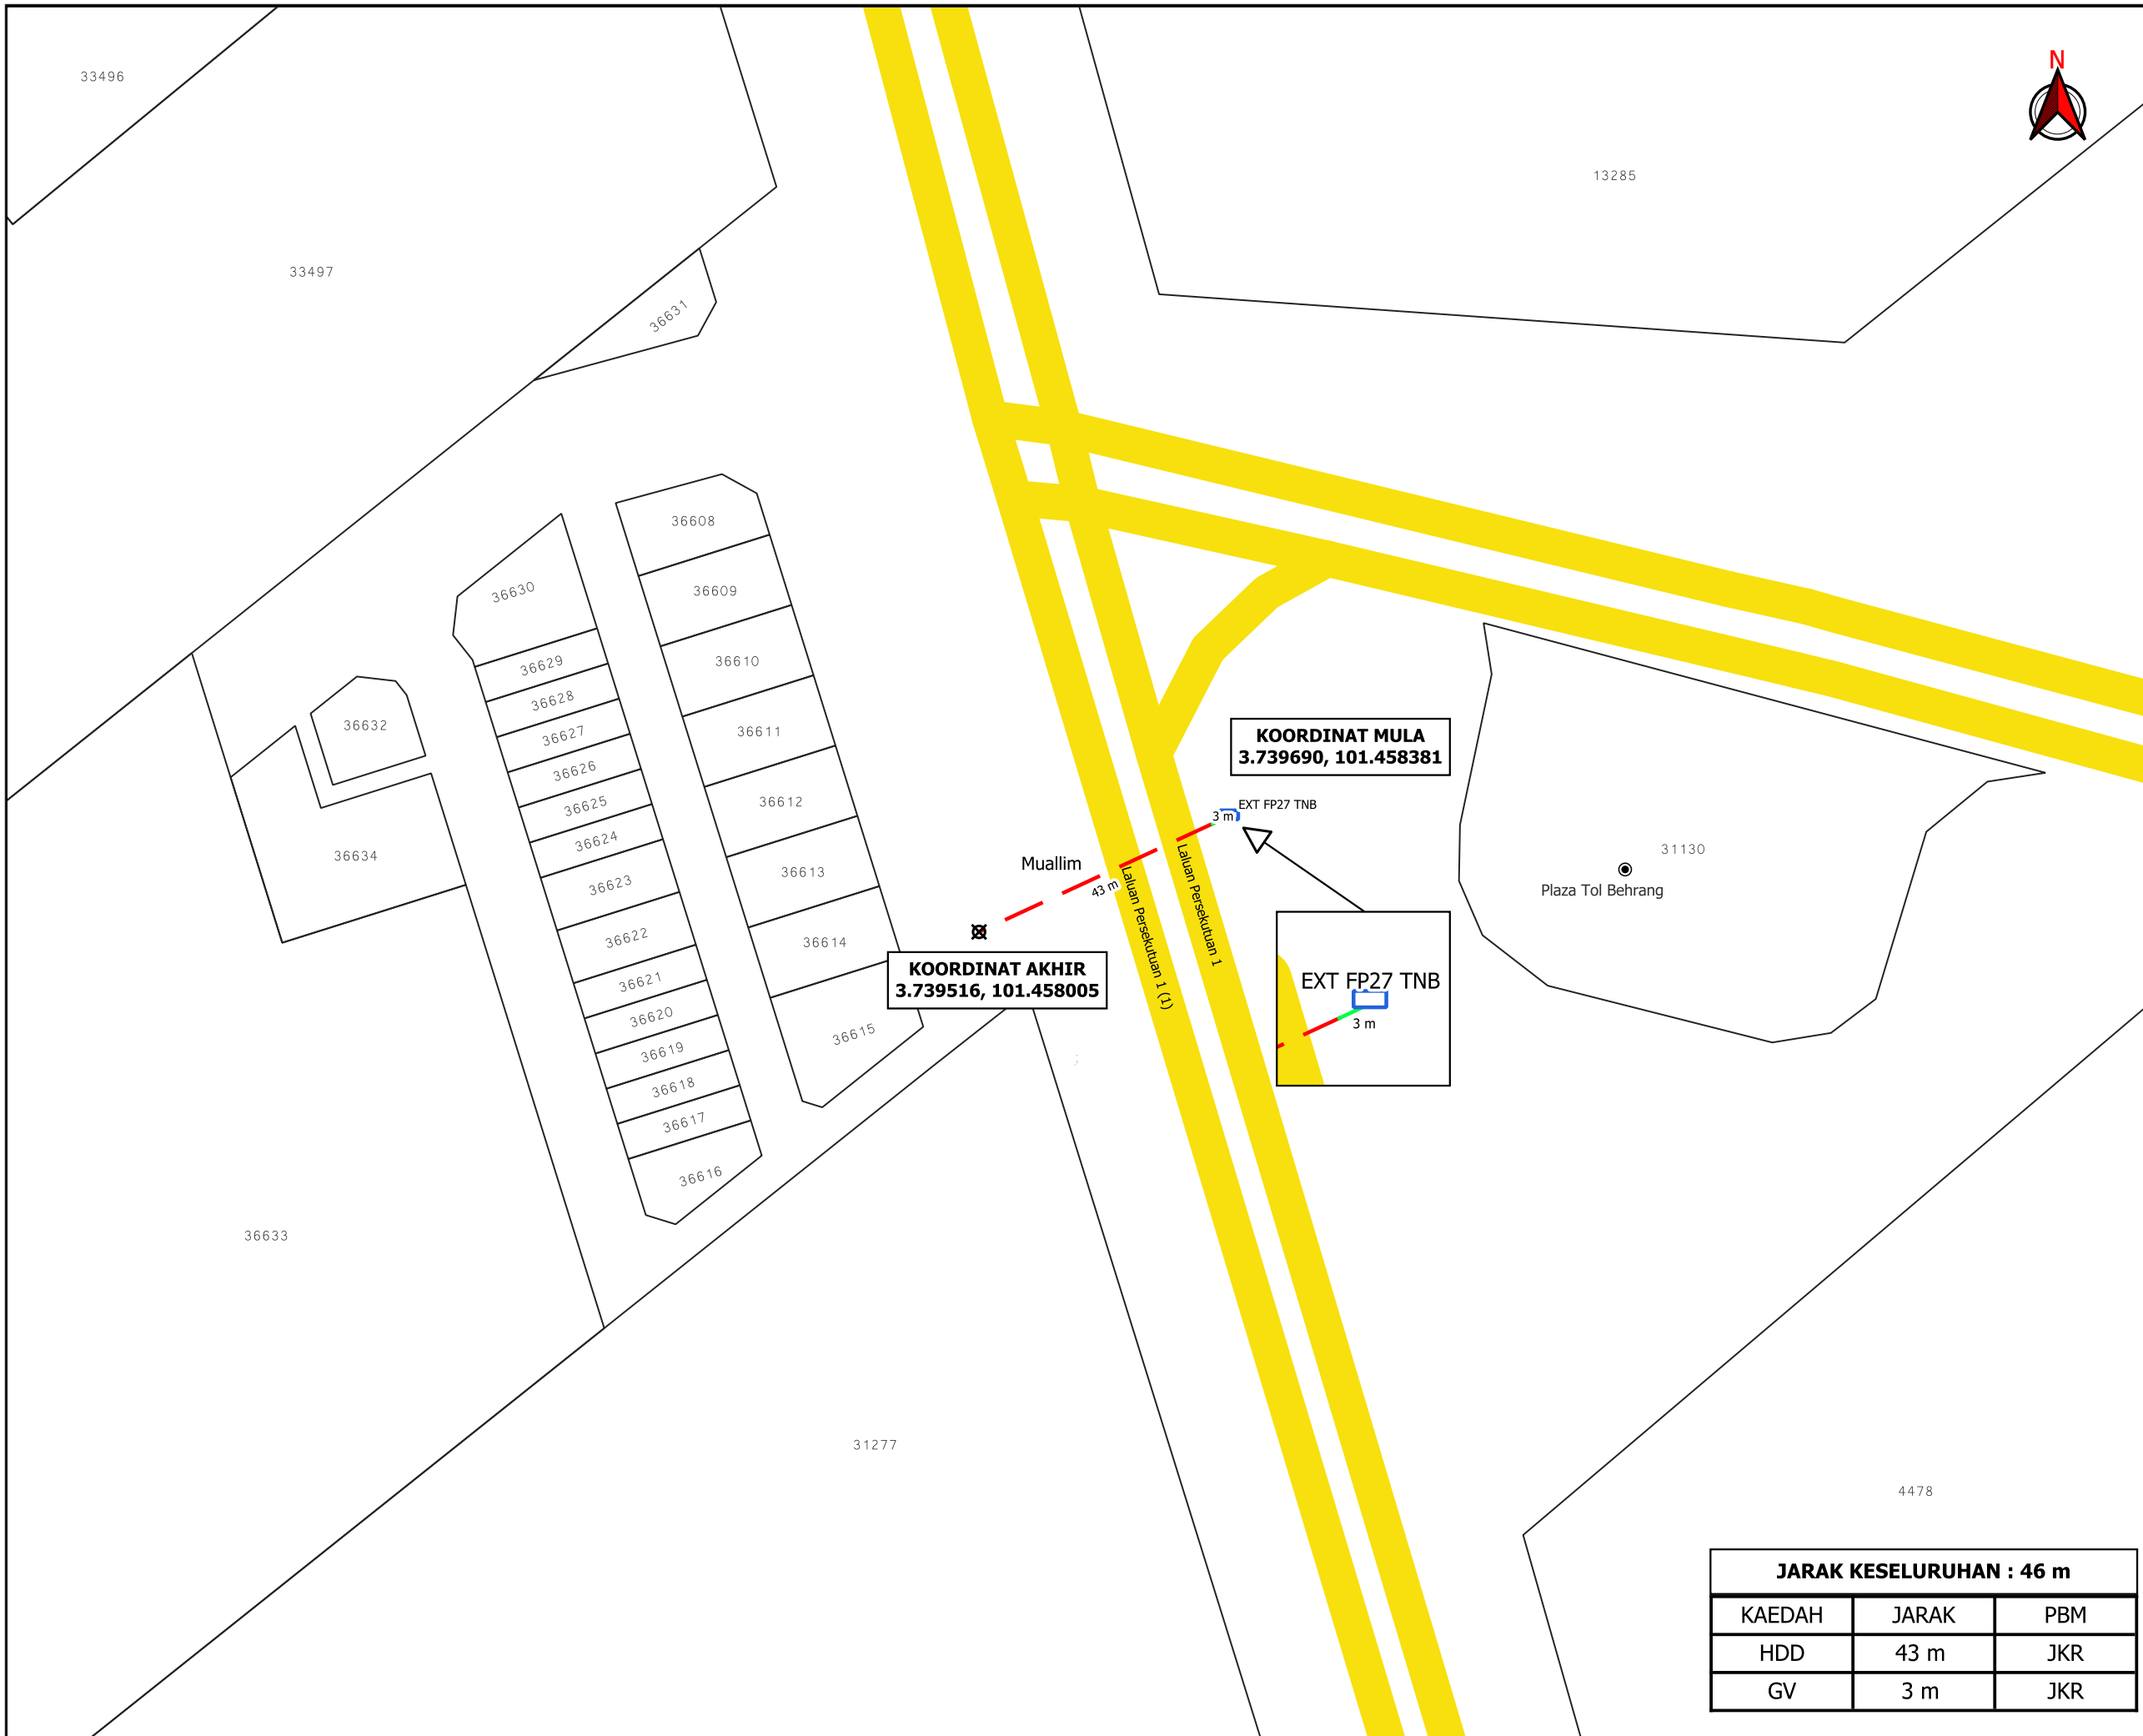 N
33496
33497
13285
36631
36608
36609
36610
36611
36612
36613
36614
36615
36630
36629
36628
36627
36626
36625
36624
36623
36622
36621
36620
36619
36618
36617
36616
36632
36634
36633
KOORDINAT MULA
3.739690, 101.458381
EXT FP27 TNB
3 m
Muallim
43 m
Laluan Persekutuan 1 (1)
Laluan Persekutuan 1
KOORDINAT AKHIR
3.739516, 101.458005
EXT FP27 TNB
3 m
31130
Plaza Tol Behrang
31277
4478
JARAK KESELURUHAN : 46 m
KAEDAH JARAK PBM
HDD 43 m JKR
GV 3 m JKR